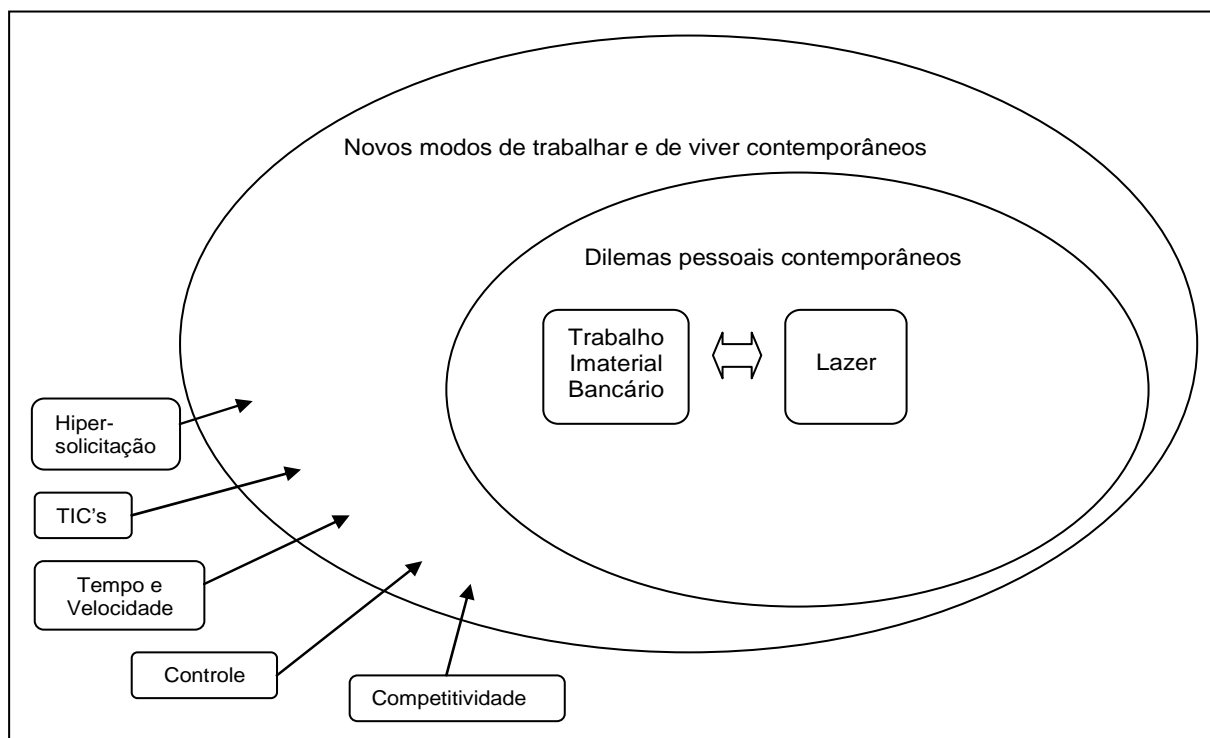 Novos modos de trabalhar e de viver contemporâneos
Dilemas pessoais contemporâneos
Trabalho
Imaterial
Bancário
Lazer
Hiper-
solicitação
TIC's
Tempo e
Velocidade
Controle
Competitividade